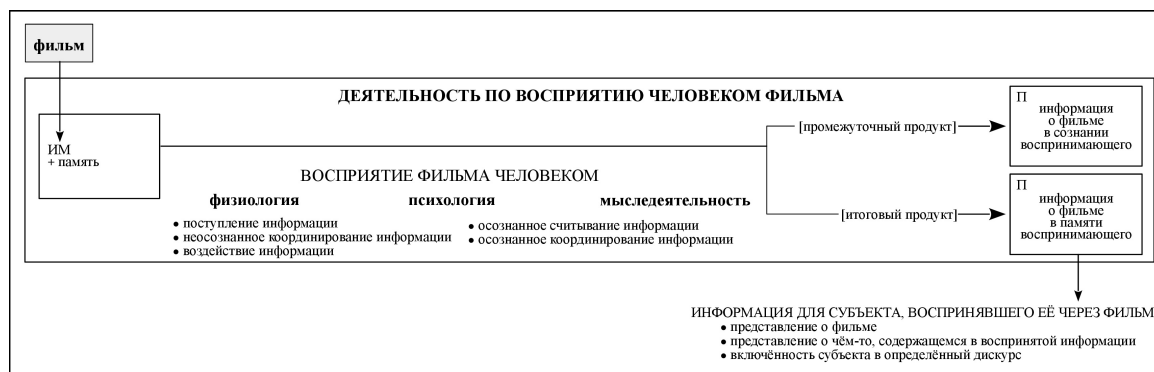 фильм
ДЕЯТЕЛЬНОСТЬ ПО ВОСПРИЯТИЮ ЧЕЛОВЕКОМ ФИЛЬМА
ИМ
+ память
ВОСПРИЯТИЕ ФИЛЬМА ЧЕЛОВЕКОМ
физиология психология мыследеятельность
• поступление информации
• неосознанное координирование информации
• воздействие информации
• осознанное считывание информации
• осознанное координирование информации
[промежуточный продукт]
П
информация
о фильме
в сознании
воспринимающего
[итоговый продукт]
П
информация
о фильме
в памяти
воспринимающего
ИНФОРМАЦИЯ ДЛЯ СУБЪЕКТА, ВОСПРИНЯВШЕГО ЕЁ ЧЕРЕЗ ФИЛЬМ
• представление о фильме
• представление о чём-то, содержащемся в воспринятой информации
• включённость субъекта в определённый дискурс